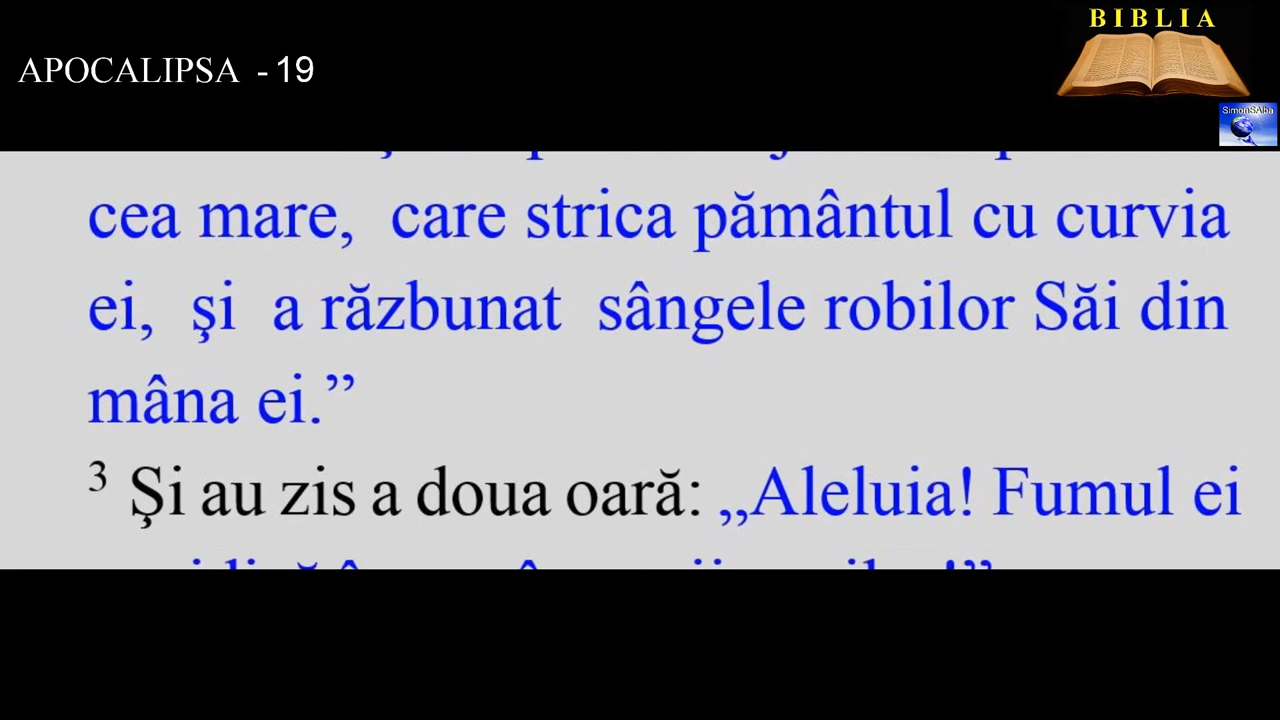 BIBLIA
APOCALIPSA - 19
SimonSAlba
cea mare, care strica pământul cu curvia
ei, şi a răzbunat sângele robilor Săi din
mâna ei.”
3 Şi au zis a doua oară: „Aleluia! Fumul ei